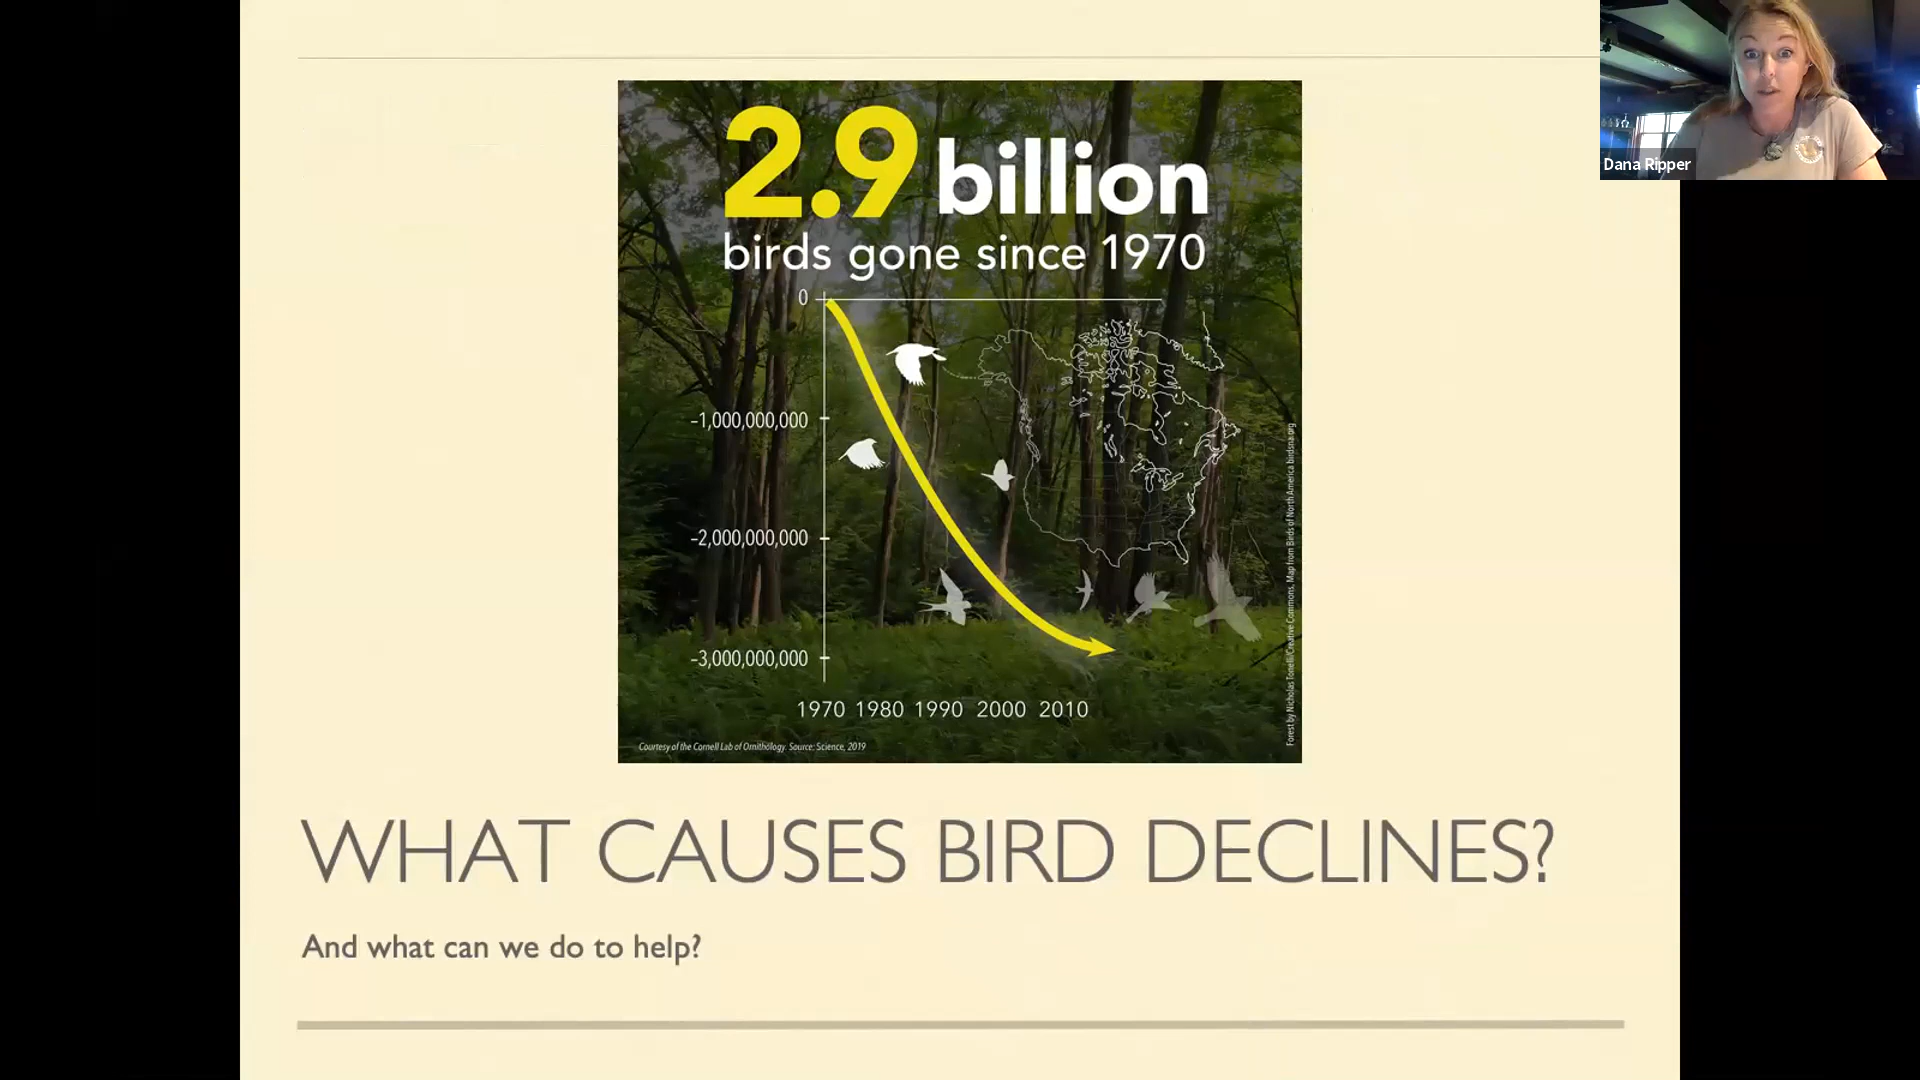 2.9 billion
birds gone since 1970
0
–1,000,000,000
–2,000,000,000
–3,000,000,000
1970 1980 1990 2000 2010
Courtesy of the Cornell Lab of Ornithology. Source: Science, 2019
Forest by Nicholas Tonelli/Creative Commons, Map from Birds of North America birdsna.org
Dana Ripper
WHAT CAUSES BIRD DECLINES?
And what can we do to help?